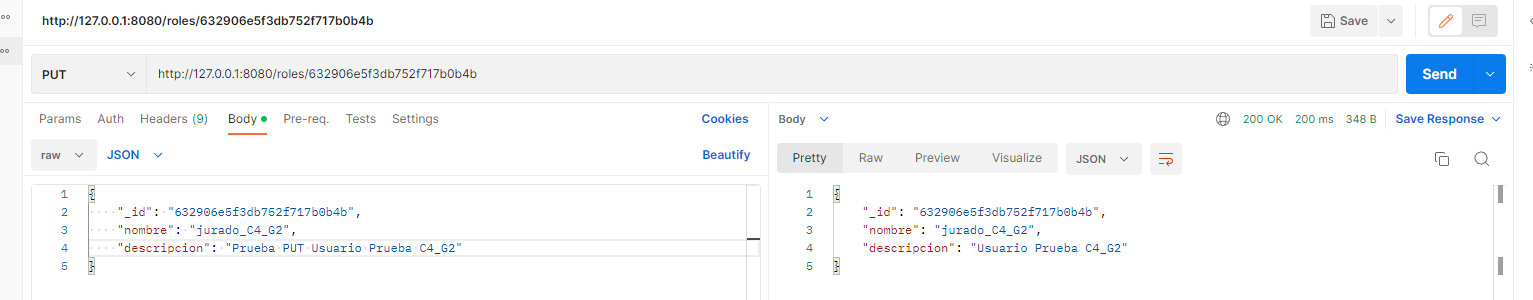 http://127.0.0.1:8080/roles/632906e5f3db752f717b0b4b
Save
PUT
http://127.0.0.1:8080/roles/632906e5f3db752f717b0b4b
Send
Params Auth Headers (9) Body Pre-req. Tests Settings Cookies
raw JSON Beautify
1 {
2 "_id": "632906e5f3db752f717b0b4b",
3 "nombre": "jurado_C4_G2",
4 "descripcion": "Prueba PUT Usuario Prueba C4_G2"
5 }
Body 200 OK 200 ms 348 B Save Response
Pretty Raw Preview Visualize JSON
1 {
2 "_id": "632906e5f3db752f717b0b4b",
3 "nombre": "jurado_C4_G2",
4 "descripcion": "Usuario Prueba C4_G2"
5 }